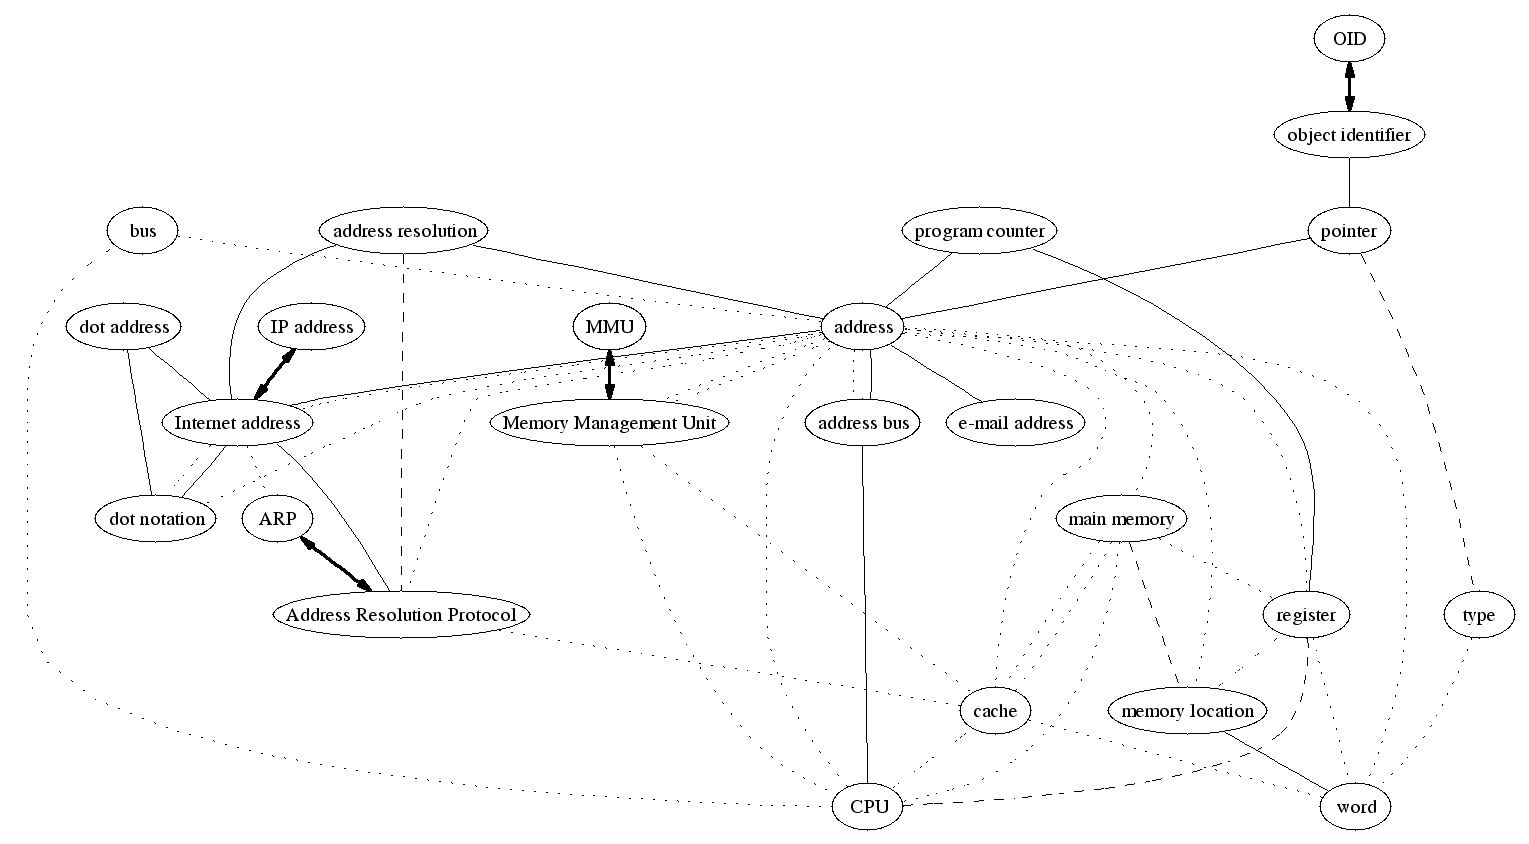 OID
object identifier
bus
address resolution
program counter
pointer
dot address
IP address
MMU
address
Internet address
Memory Management Unit
address bus
e-mail address
dot notation
ARP
main memory
Address Resolution Protocol
register
type
cache
memory location
CPU
word